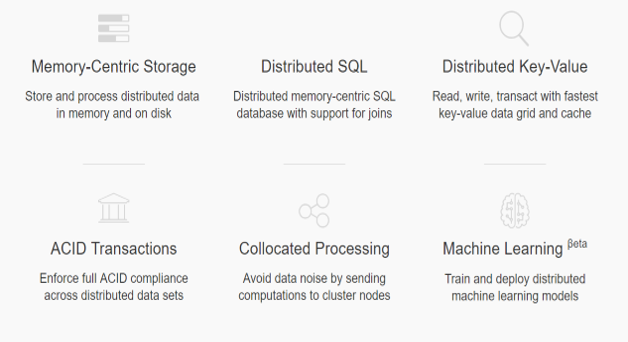 Memory-Centric Storage
Store and process distributed data
in memory and on disk
Distributed SQL
Distributed memory-centric SQL
database with support for joins
Distributed Key-Value
Read, write, transact with fastest
key-value data grid and cache
ACID Transactions
Enforce full ACID compliance
across distributed data sets
Collocated Processing
Avoid data noise by sending
computations to cluster nodes
Machine Learning βeta
Train and deploy distributed
machine learning models